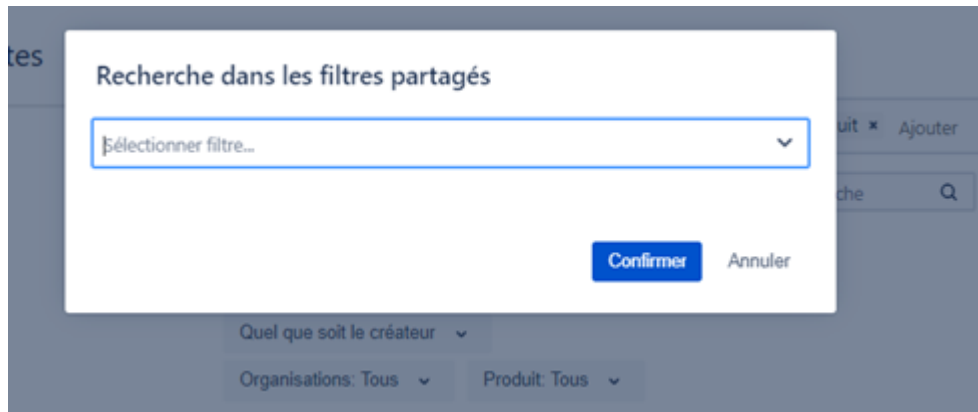 tes
Recherche dans les filtres partagés
Sélectionner filtre...
uit × Ajouter
che
Confirmer Annuler
Quel que soit le créateur
Organisations: Tous Produit: Tous